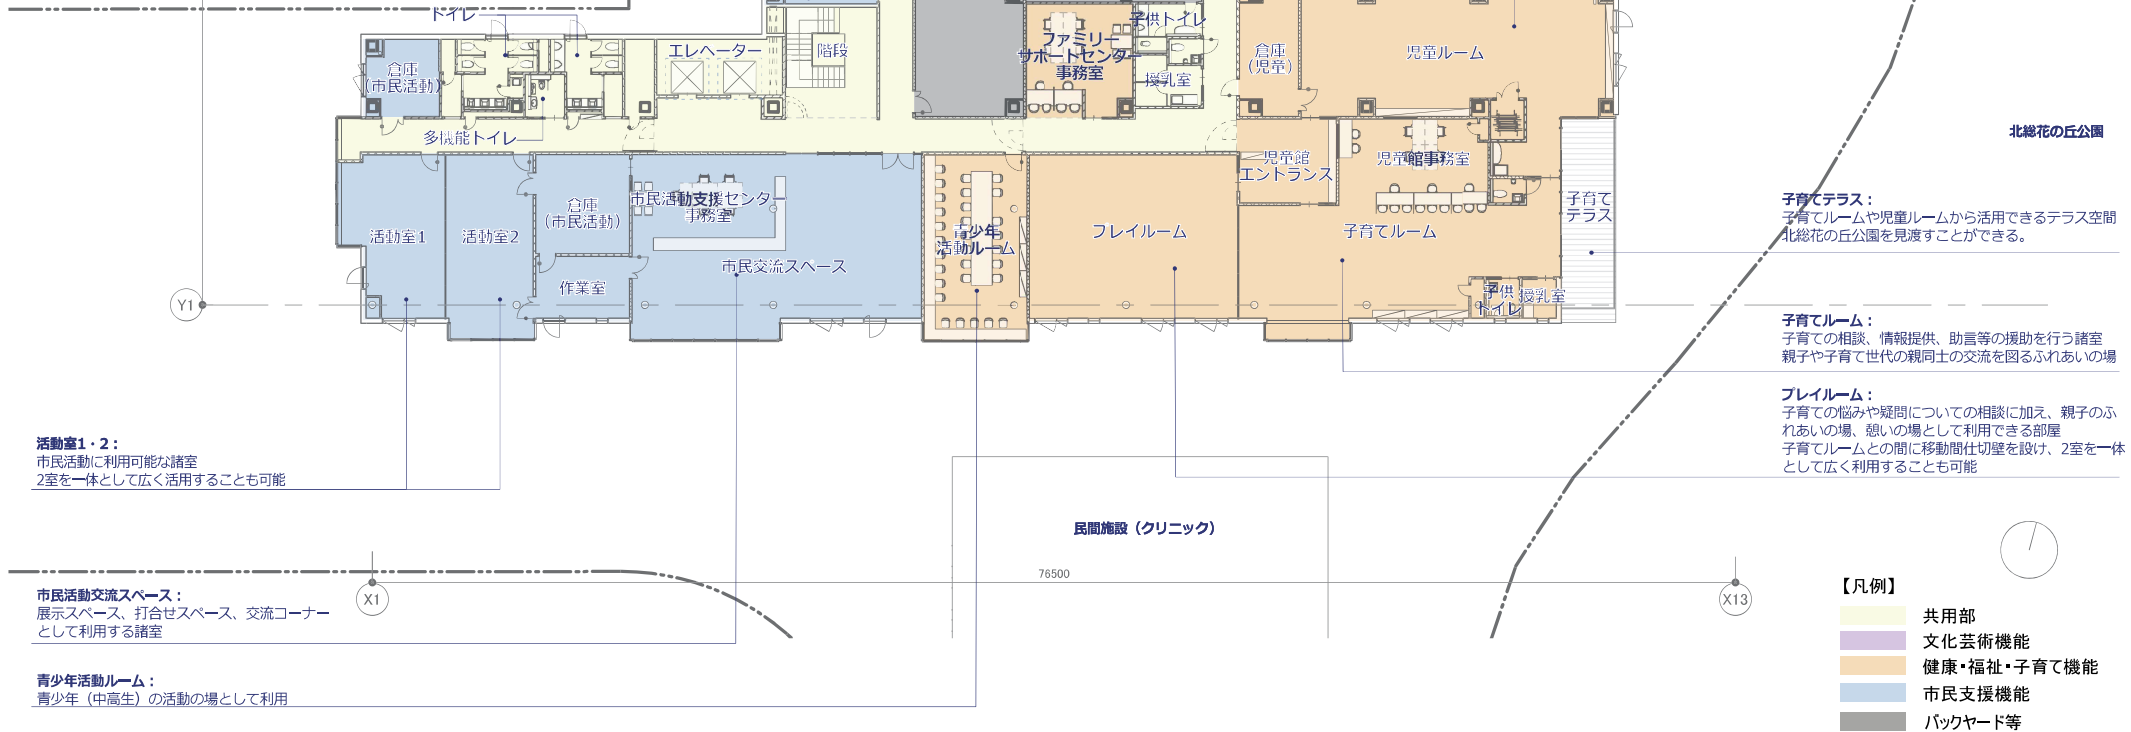 トイレ
エレベーター
階段
倉庫
（市民活動）
多機能トイレ
ファミリー
サポートセンター
事務室
子供トイレ
授乳室
倉庫
（児童）
児童ルーム
北総花の丘公園
児童館
エントランス
児童館事務室
子育て
テラス
活動室1
活動室2
倉庫
（市民活動）
作業室
市民活動支援センター
事務室
市民交流スペース
青少年
活動ルーム
プレイルーム
子育てルーム
子供
トイレ
授乳室
Y1
子育てテラス：
子育てルームや児童ルームから活用できるテラス空間
北総花の丘公園を見渡すことができる。
子育てルーム：
子育ての相談、情報提供、助言等の援助を行う諸室
親子や子育て世代の親同士の交流を図るふれあいの場
プレイルーム：
子育ての悩みや疑問についての相談に加え、親子のふ
れあいの場、憩いの場として利用できる部屋
子育てルームとの間に移動間仕切壁を設け、2室を一体
として広く利用することも可能
活動室1・2：
市民活動に利用可能な諸室
2室を一体として広く活用することも可能
民間施設（クリニック）
76500
X1
X13
市民活動交流スペース：
展示スペース、打合せスペース、交流コーナー
として利用する諸室
青少年活動ルーム：
青少年（中高生）の活動の場として利用
【凡例】
共用部
文化芸術機能
健康・福祉・子育て機能
市民支援機能
バックヤード等